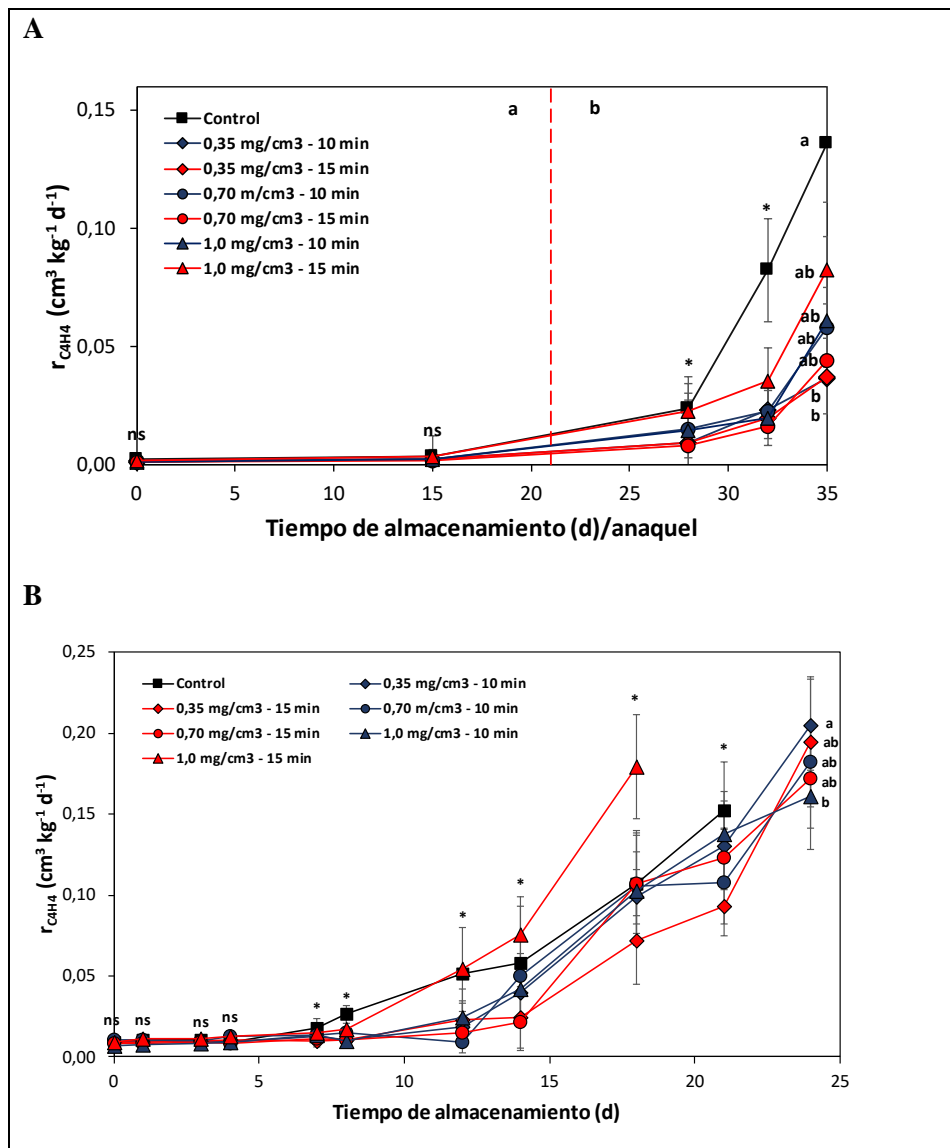 A
r_C4H4 (cm³ kg⁻¹ d⁻¹)
0,15
0,10
0,05
0,00
a
b
Control
0,35 mg/cm3 - 10 min
0,35 mg/cm3 - 15 min
0,70 m/cm3 - 10 min
0,70 mg/cm3 - 15 min
1,0 mg/cm3 - 10 min
1,0 mg/cm3 - 15 min
ns
ns
*
*
a
ab
ab
ab
ab
b
b
0 5 10 15 20 25 30 35
Tiempo de almacenamiento (d)/anaquel
B
r_C4H4 (cm³ kg⁻¹ d⁻¹)
0,25
0,20
0,15
0,10
0,05
0,00
Control
0,35 mg/cm3 - 10 min
0,35 mg/cm3 - 15 min
0,70 m/cm3 - 10 min
0,70 mg/cm3 - 15 min
1,0 mg/cm3 - 10 min
1,0 mg/cm3 - 15 min
ns
ns
ns
ns
*
*
*
*
*
*
a
ab
ab
ab
b
0 5 10 15 20 25
Tiempo de almacenamiento (d)